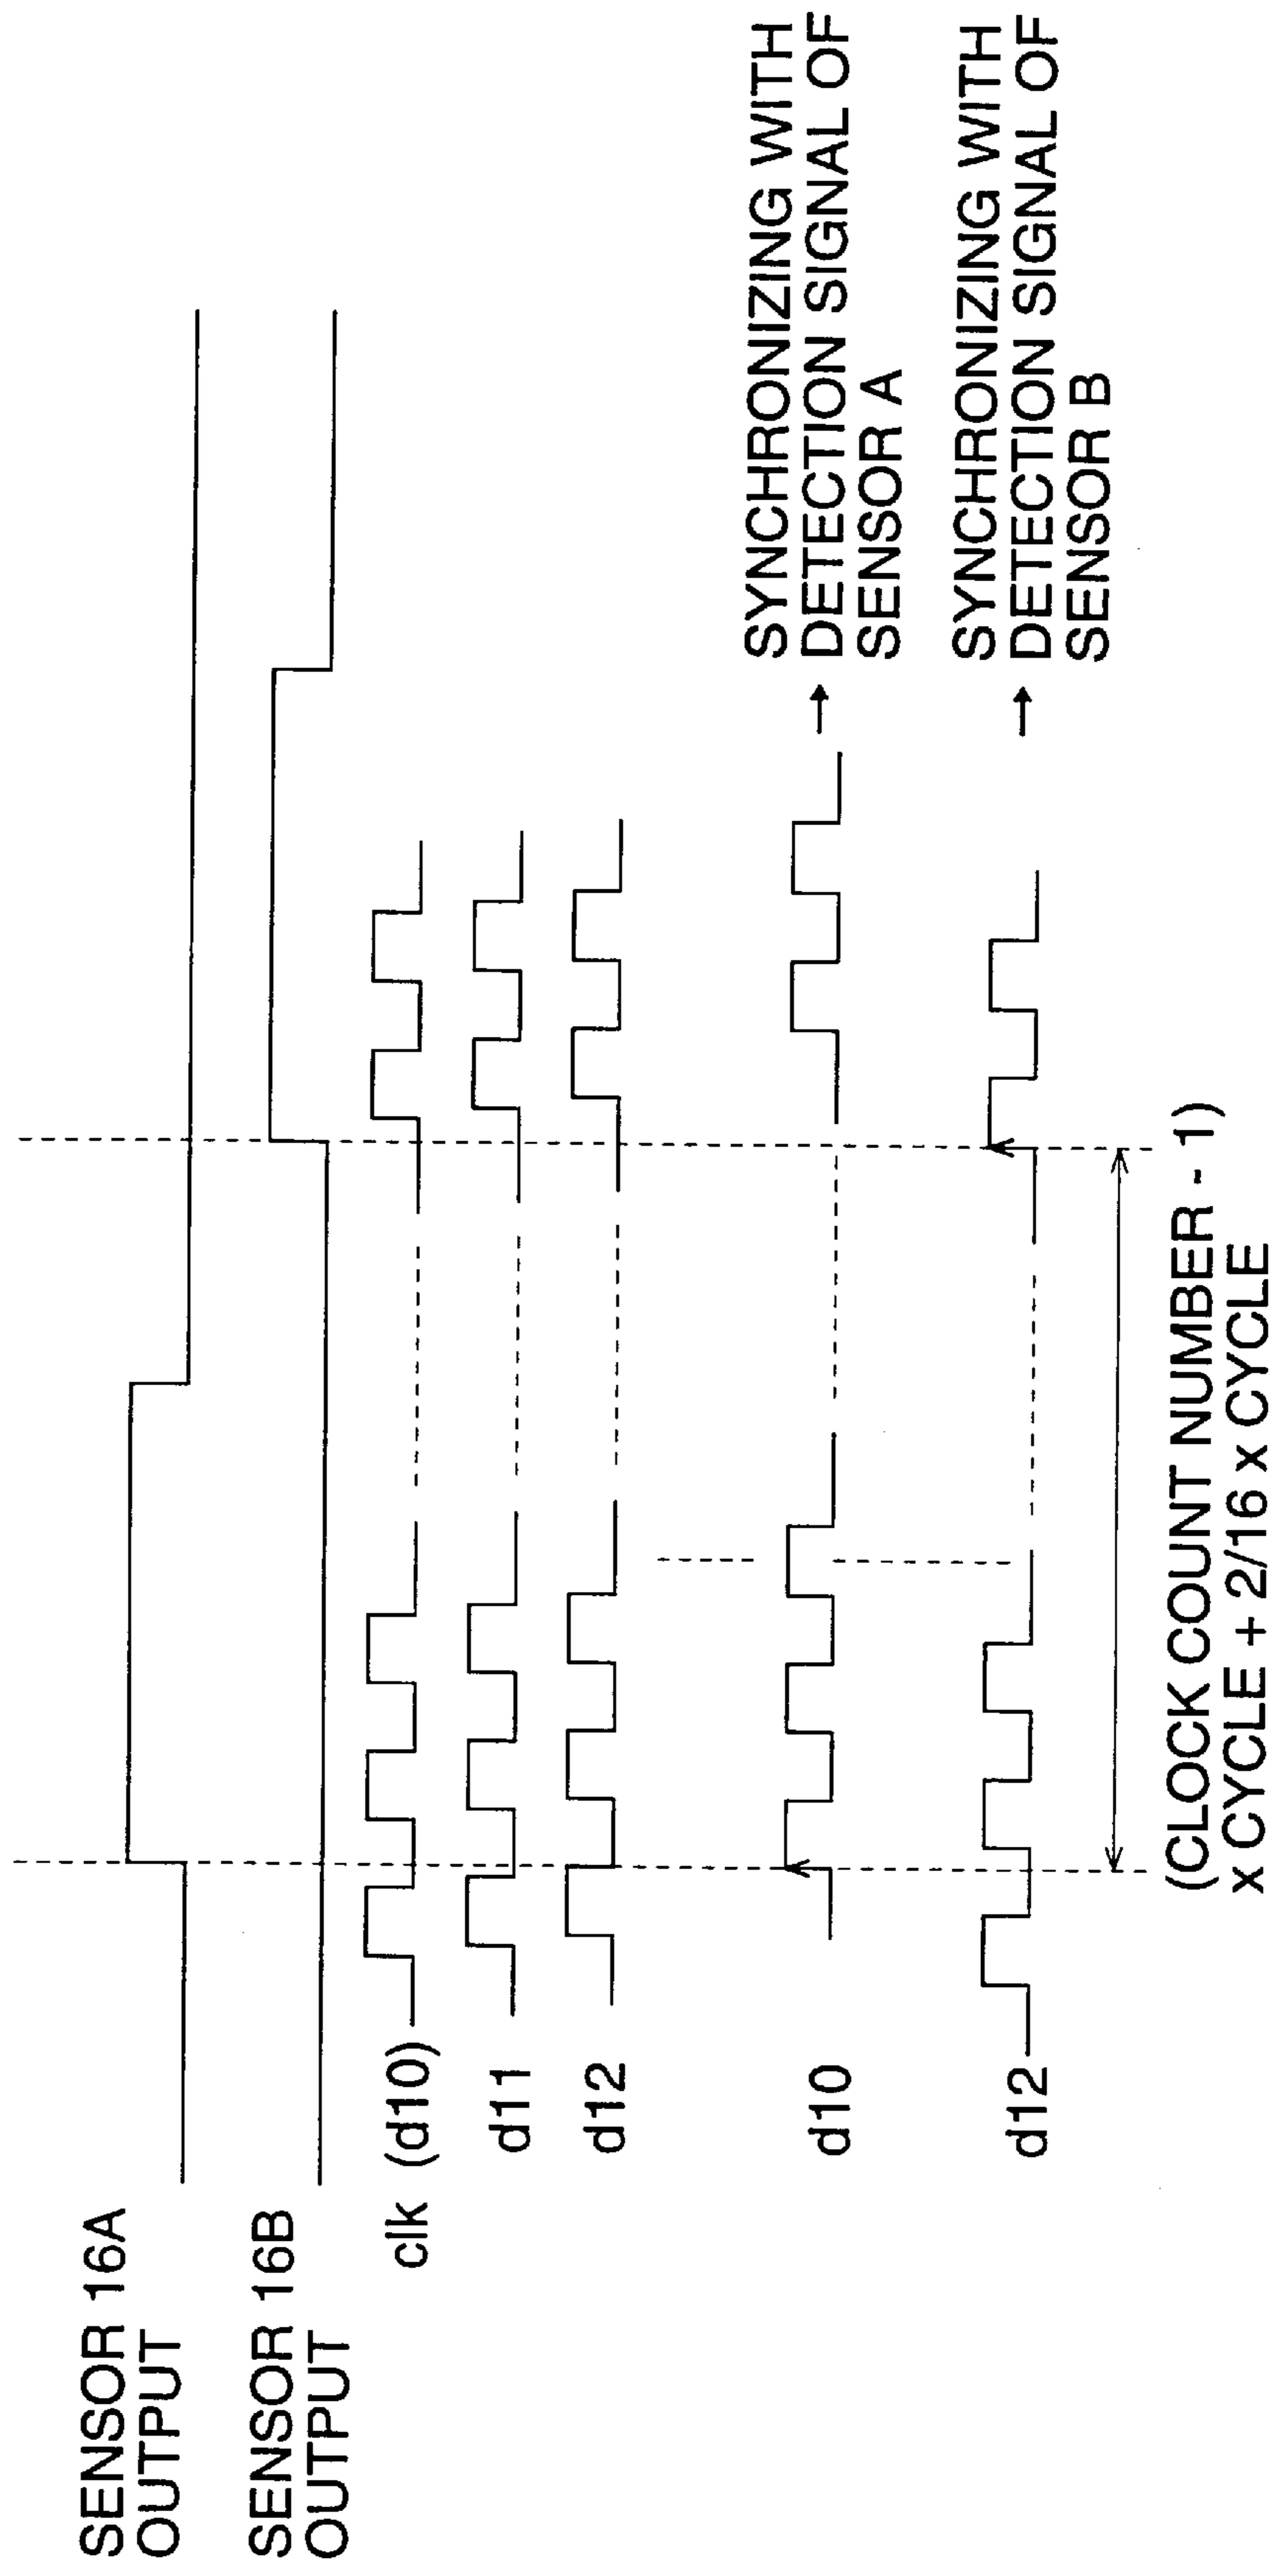 SENSOR 16A
OUTPUT
SENSOR 16B
OUTPUT
clk (d10)
d11
d12
d10
SYNCHRONIZING WITH
DETECTION SIGNAL OF
SENSOR A
d12
SYNCHRONIZING WITH
DETECTION SIGNAL OF
SENSOR B
(CLOCK COUNT NUMBER - 1)
x CYCLE + 2/16 x CYCLE